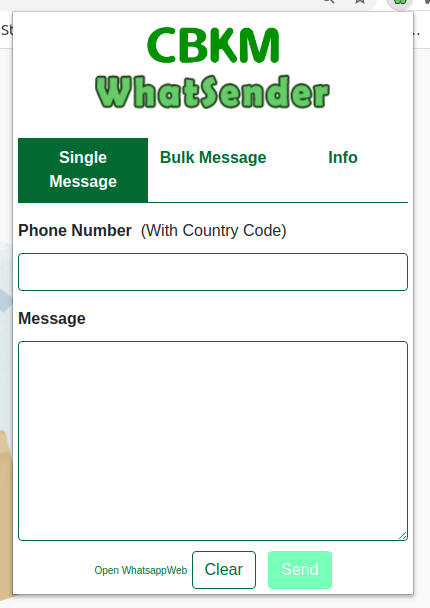 CBKM
WhatSender
Single
Message
Bulk Message
Info
Phone Number (With Country Code)
Message
Open WhatsappWeb
Clear
Send